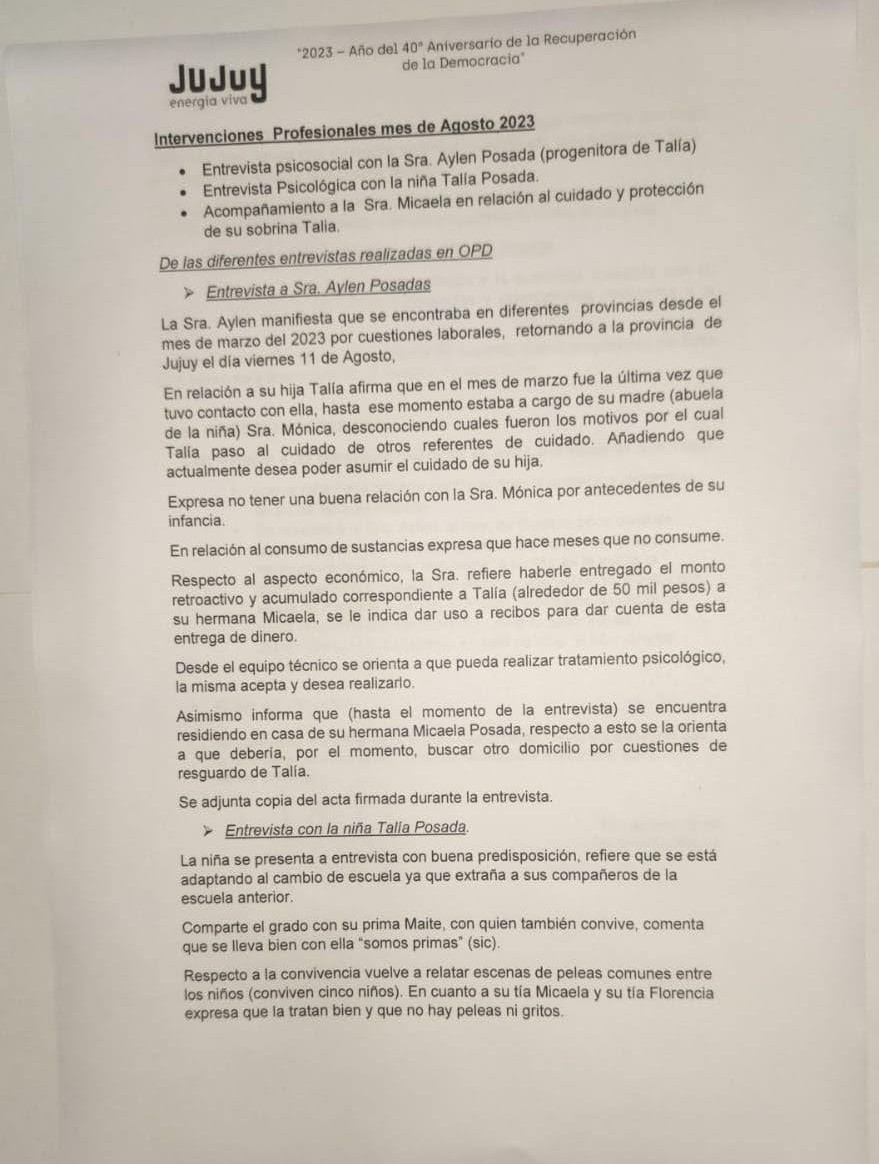 "2023 – Año del 40° Aniversario de la Recuperación
de la Democracia"
JuJuy
energía viva
Intervenciones Profesionales mes de Agosto 2023
• Entrevista psicosocial con la Sra. Aylen Posada (progenitora de Talía)
• Entrevista Psicológica con la niña Talía Posada.
• Acompañamiento a la Sra. Micaela en relación al cuidado y protección
de su sobrina Talia.
De las diferentes entrevistas realizadas en OPD
➢ Entrevista a Sra. Aylen Posadas
La Sra. Aylen manifiesta que se encontraba en diferentes provincias desde el
mes de marzo del 2023 por cuestiones laborales, retornando a la provincia de
Jujuy el día viernes 11 de Agosto,
En relación a su hija Talía afirma que en el mes de marzo fue la última vez que
tuvo contacto con ella, hasta ese momento estaba a cargo de su madre (abuela
de la niña) Sra. Mónica, desconociendo cuales fueron los motivos por el cual
Talía paso al cuidado de otros referentes de cuidado. Añadiendo que
actualmente desea poder asumir el cuidado de su hija.
Expresa no tener una buena relación con la Sra. Mónica por antecedentes de su
infancia.
En relación al consumo de sustancias expresa que hace meses que no consume.
Respecto al aspecto económico, la Sra. refiere haberle entregado el monto
retroactivo y acumulado correspondiente a Talía (alrededor de 50 mil pesos) a
su hermana Micaela, se le indica dar uso a recibos para dar cuenta de esta
entrega de dinero.
Desde el equipo técnico se orienta a que pueda realizar tratamiento psicológico,
la misma acepta y desea realizarlo.
Asimismo informa que (hasta el momento de la entrevista) se encuentra
residiendo en casa de su hermana Micaela Posada, respecto a esto se la orienta
a que debería, por el momento, buscar otro domicilio por cuestiones de
resguardo de Talía.
Se adjunta copia del acta firmada durante la entrevista.
➢ Entrevista con la niña Talía Posada.
La niña se presenta a entrevista con buena predisposición, refiere que se está
adaptando al cambio de escuela ya que extraña a sus compañeros de la
escuela anterior.
Comparte el grado con su prima Maite, con quien también convive, comenta
que se lleva bien con ella "somos primas" (sic).
Respecto a la convivencia vuelve a relatar escenas de peleas comunes entre
los niños (conviven cinco niños). En cuanto a su tía Micaela y su tía Florencia
expresa que la tratan bien y que no hay peleas ni gritos.